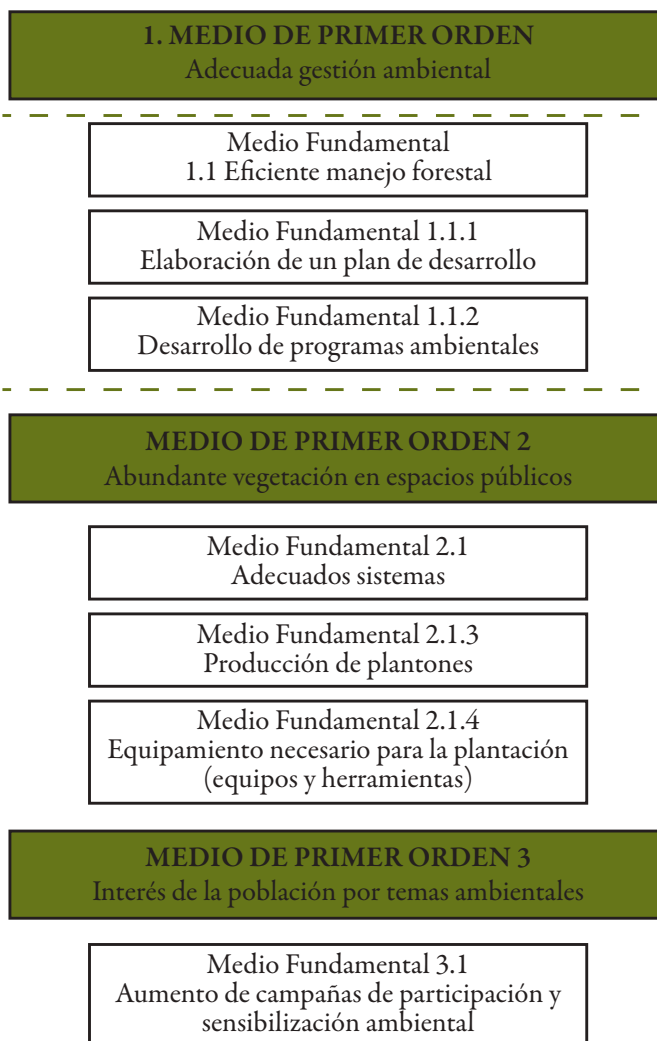 1. MEDIO DE PRIMER ORDEN
Adecuada gestión ambiental
Medio Fundamental
1.1 Eficiente manejo forestal
Medio Fundamental 1.1.1
Elaboración de un plan de desarrollo
Medio Fundamental 1.1.2
Desarrollo de programas ambientales
MEDIO DE PRIMER ORDEN 2
Abundante vegetación en espacios públicos
Medio Fundamental 2.1
Adecuados sistemas
Medio Fundamental 2.1.3
Producción de plantones
Medio Fundamental 2.1.4
Equipamiento necesario para la plantación
(equipos y herramientas)
MEDIO DE PRIMER ORDEN 3
Interés de la población por temas ambientales
Medio Fundamental 3.1
Aumento de campañas de participación y
sensibilización ambiental